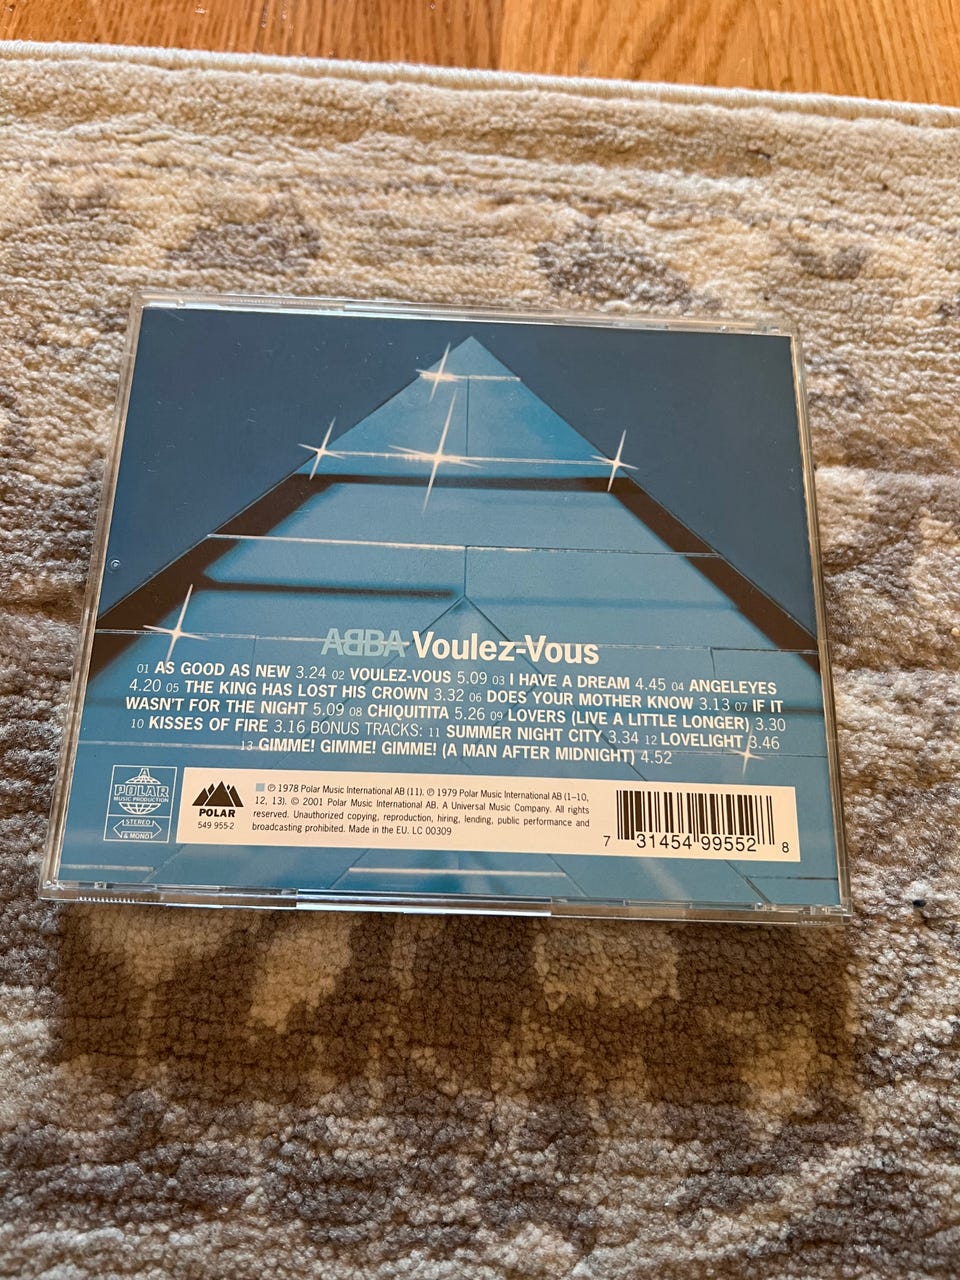 ABBA Voulez-Vous
01 AS GOOD AS NEW 3.24 02 VOULEZ-VOUS 5.09 03 I HAVE A DREAM 4.45 04 ANGELEYES
4.20 05 THE KING HAS LOST HIS CROWN 3.32 06 DOES YOUR MOTHER KNOW 3.13 07 IF IT
WASN'T FOR THE NIGHT 5.09 08 CHIQUITITA 5.26 09 LOVERS (LIVE A LITTLE LONGER) 3.30
10 KISSES OF FIRE 3.16 BONUS TRACKS: 11 SUMMER NIGHT CITY 3.34 12 LOVELIGHT 3.46
13 GIMME! GIMME! GIMME! (A MAN AFTER MIDNIGHT) 4.52
A
POLAR
MUSIC PRODUCTION
STEREO
& MONO
POLAR
549 955-2
℗ 1978 Polar Music International AB (11). ℗ 1979 Polar Music International AB (1–10,
12, 13). © 2001 Polar Music International AB. A Universal Music Company. All rights
reserved. Unauthorized copying, reproduction, hiring, lending, public performance and
broadcasting prohibited. Made in the EU. LC 00309
7 31454 99552 8